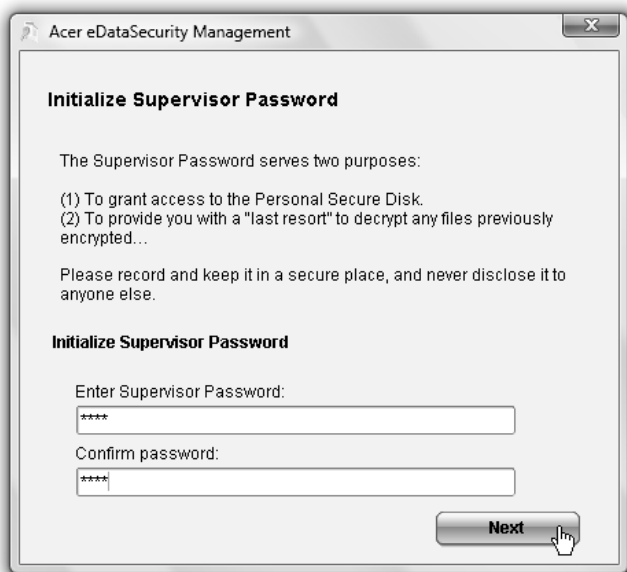 Acer eDataSecurity Management
Initialize Supervisor Password
The Supervisor Password serves two purposes:
(1) To grant access to the Personal Secure Disk.
(2) To provide you with a "last resort" to decrypt any files previously
encrypted...
Please record and keep it in a secure place, and never disclose it to
anyone else.
Initialize Supervisor Password
Enter Supervisor Password:
****
Confirm password:
****
Next